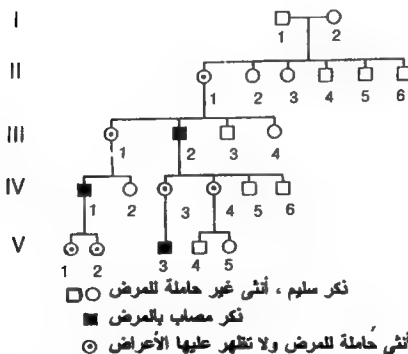 I
1 2
II
1 2 3 4 5 6
III
1 2 3 4
IV
1 2 3 4 5 6
V
1 2 3 4 5
نكر سليم ، أنثى غير حاملة للمرض
نكر مصاب بالمرض
أنثى حاملة للمرض ولا تظهر عليها الأعراض